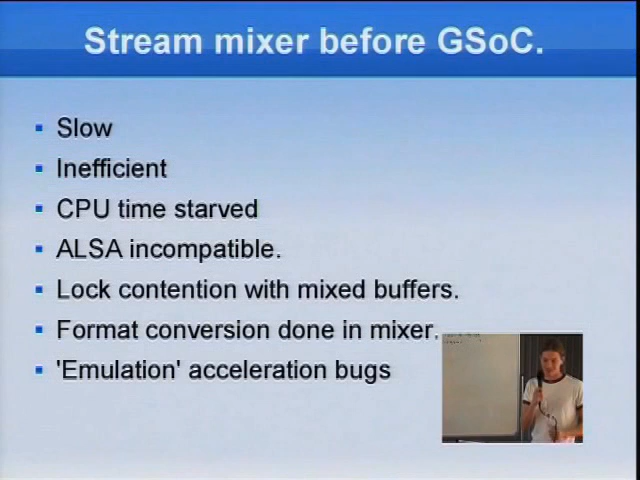 Stream mixer before GSoC.
Slow
Inefficient
CPU time starved
ALSA incompatible.
Lock contention with mixed buffers.
Format conversion done in mixer.
'Emulation' acceleration bugs